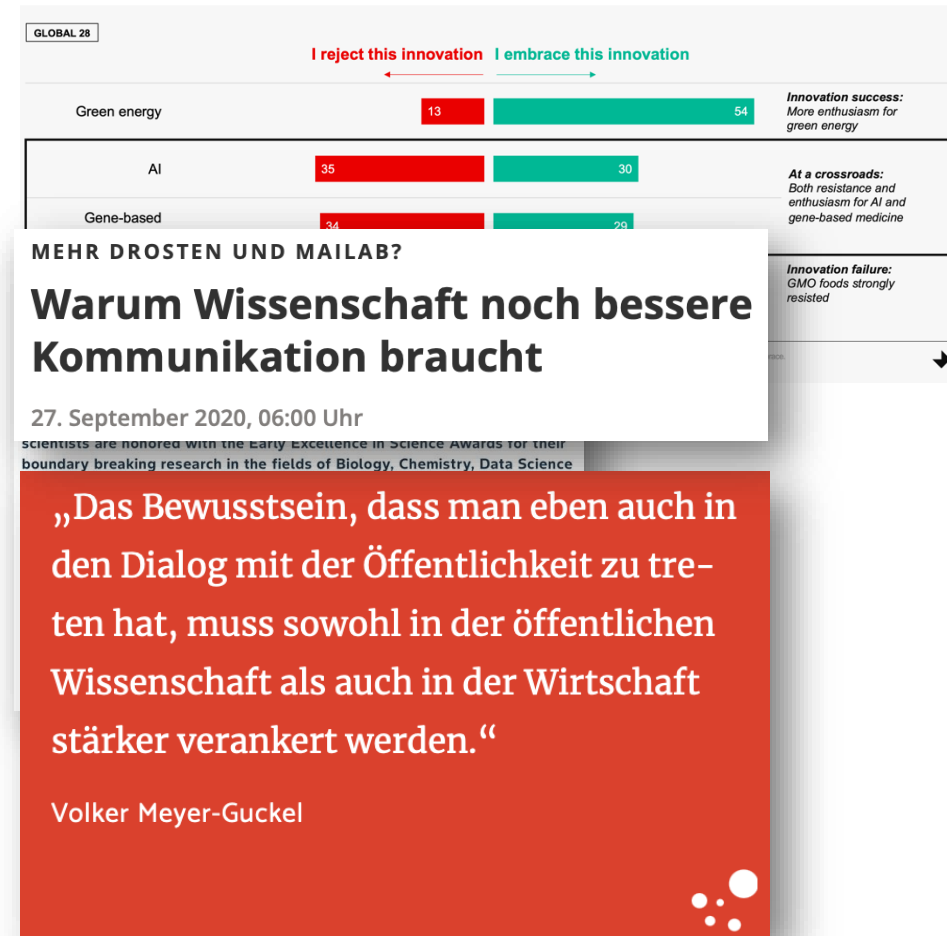 GLOBAL 28
I reject this innovation I embrace this innovation
Green energy 13 54
Innovation success:
More enthusiasm for
green energy
AI 35 30
At a crossroads:
Both resistance and
enthusiasm for AI and
gene-based medicine
Gene-based 34 29
Innovation failure:
GMO foods strongly
resisted
MEHR DROSTEN UND MAILAB?
Warum Wissenschaft noch bessere
Kommunikation braucht
27. September 2020, 06:00 Uhr
scientists are honored with the Early Excellence in Science Awards for their
boundary breaking research in the fields of Biology, Chemistry, Data Science
„Das Bewusstsein, dass man eben auch in
den Dialog mit der Öffentlichkeit zu tre-
ten hat, muss sowohl in der öffentlichen
Wissenschaft als auch in der Wirtschaft
stärker verankert werden.“
Volker Meyer-Guckel